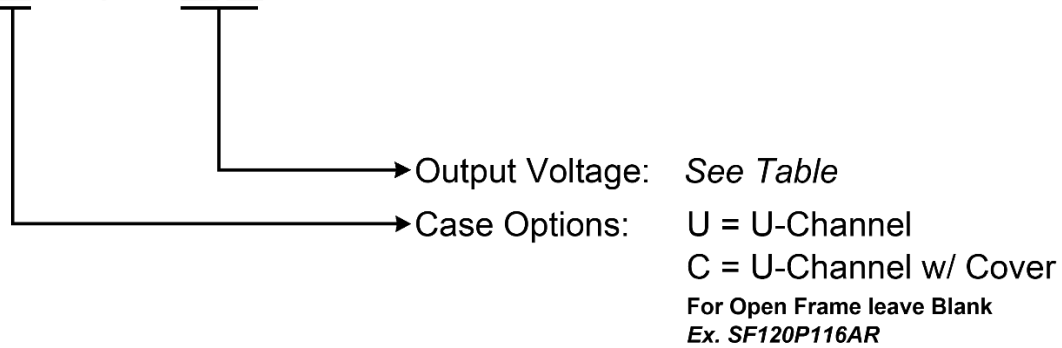 Output Voltage: See Table
Case Options: U = U-Channel
C = U-Channel w/ Cover
For Open Frame leave Blank
Ex. SF120P116AR